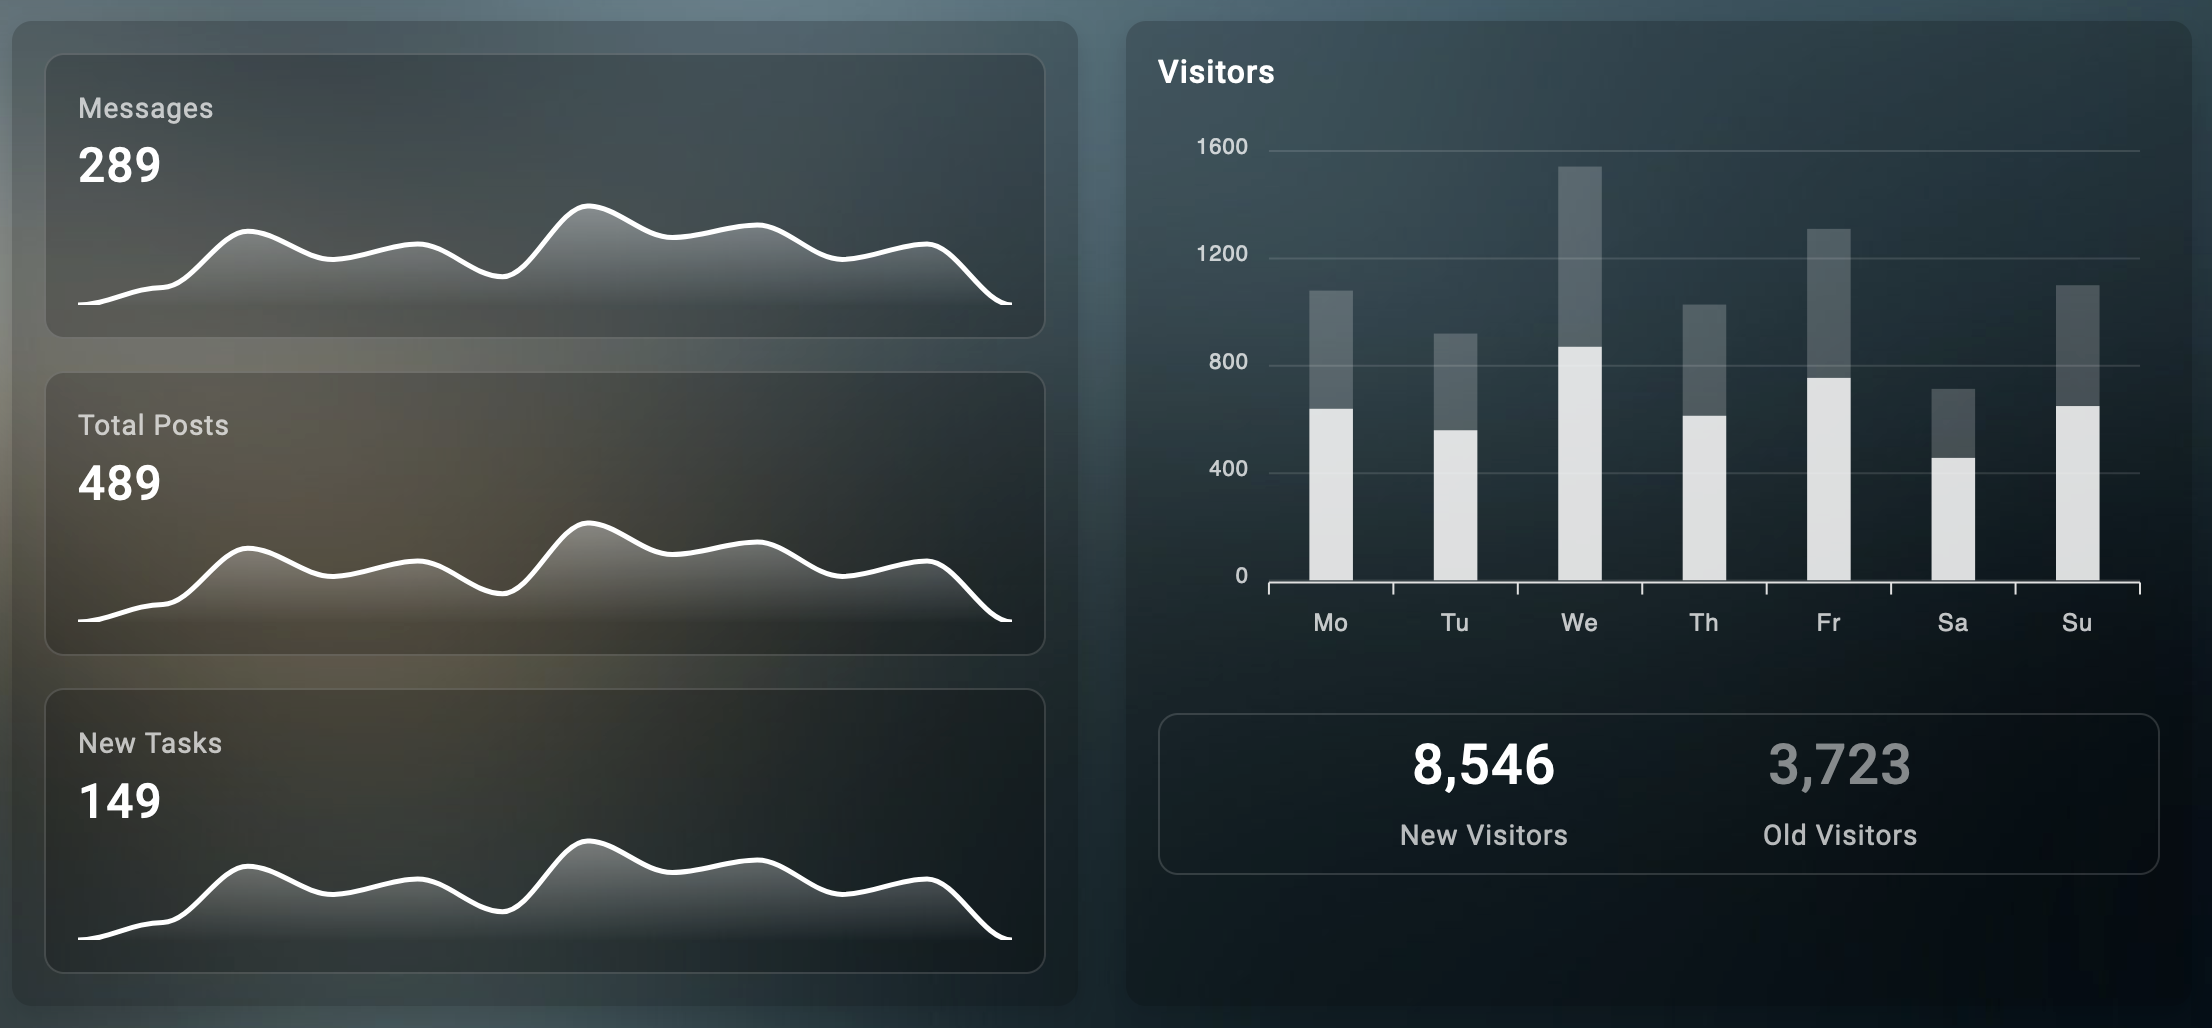 Messages
289
Total Posts
489
New Tasks
149
Visitors
1600
1200
800
400
0
Mo Tu We Th Fr Sa Su
8,546 3,723
New Visitors Old Visitors